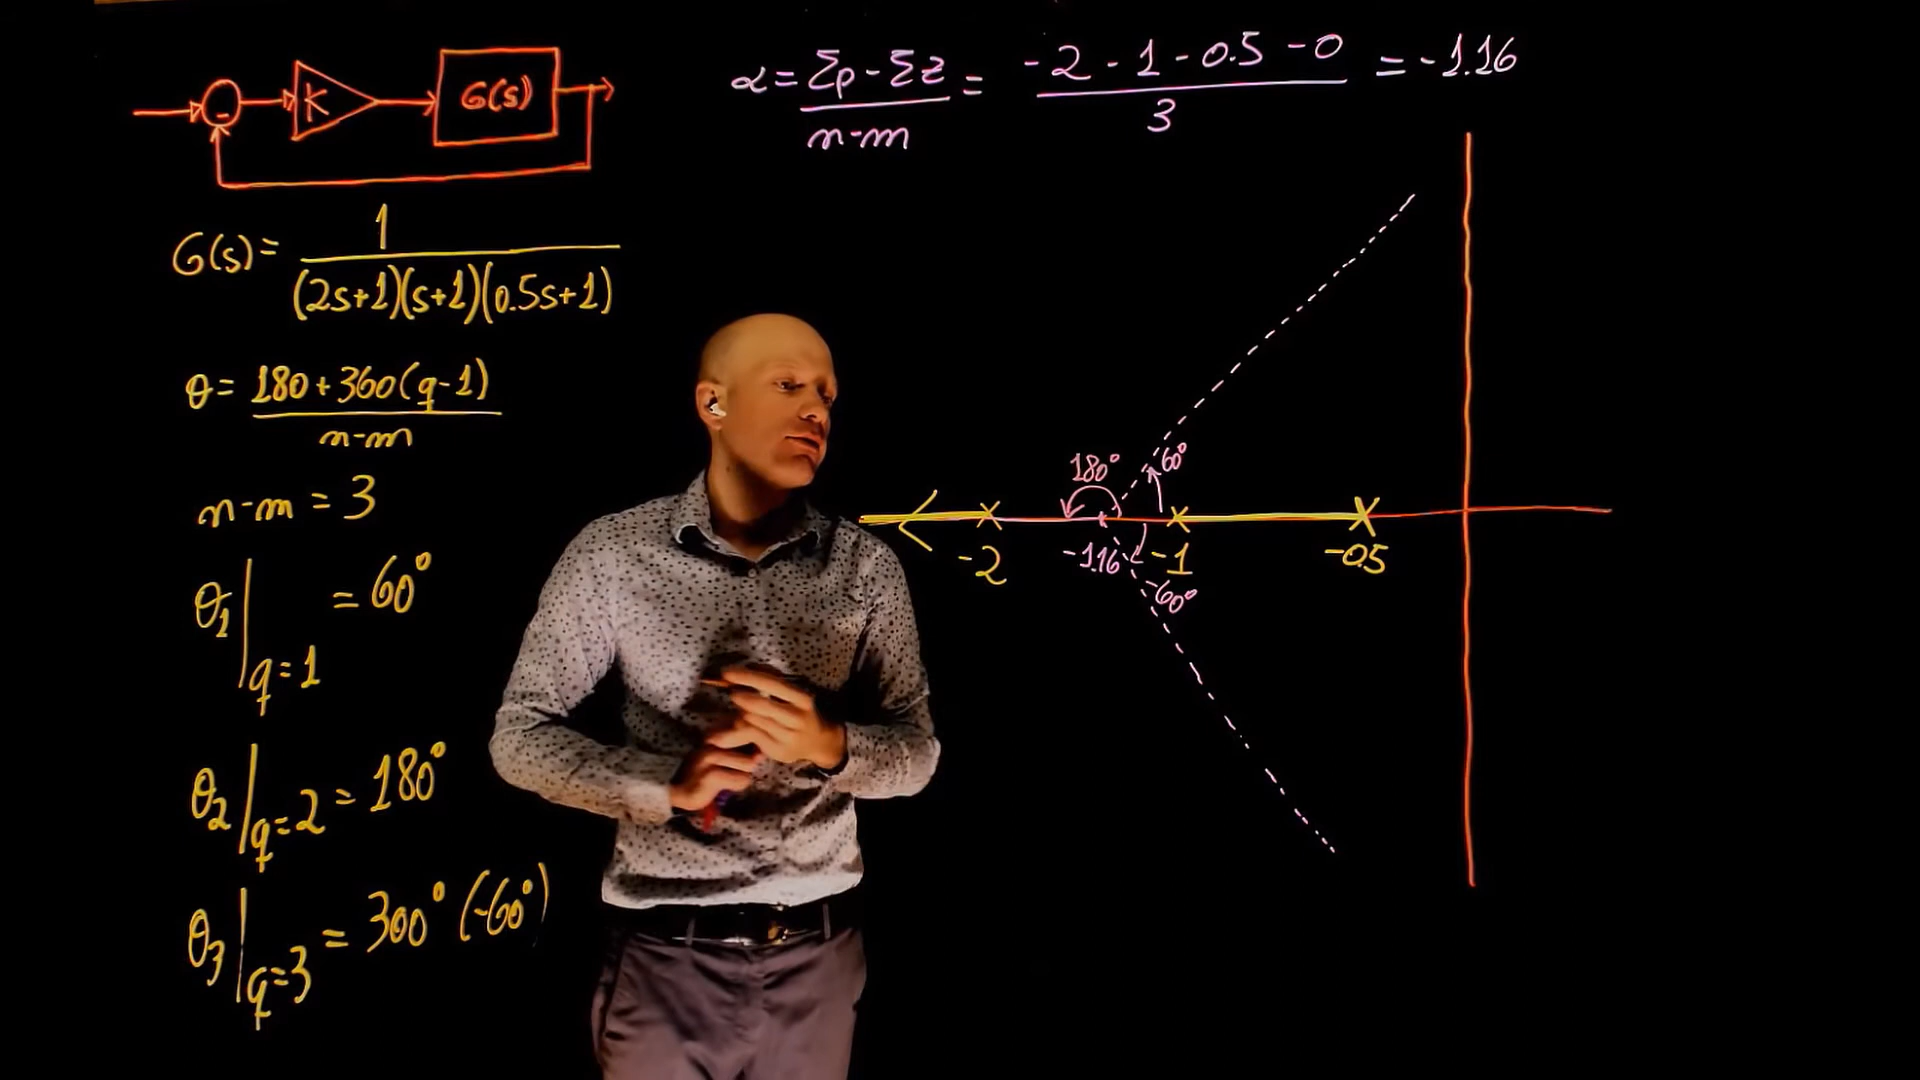 - K G(s)
α = Σp - Σz / n-m = -2 - 1 - 0.5 - 0 / 3 = -1.16
G(s) = 1 / (2s+1)(s+1)(0.5s+1)
θ = 180 + 360(q-1) / n-m
n-m = 3
θ1 | q=1 = 60°
θ2 | q=2 = 180°
θ3 | q=3 = 300° (-60°)
180° 60°
-2 -1.16 -1 -0.5
-60°